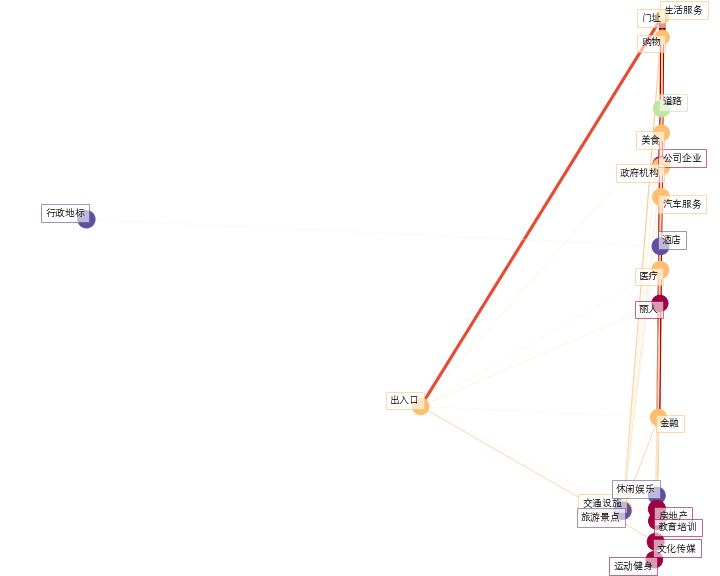 生活服务
门址
购物
道路
美食
公司企业
政府机构
汽车服务
行政地标
酒店
医疗
丽人
出入口
金融
休闲娱乐
交通设施
旅游景点
房地产
教育培训
文化传媒
运动健身